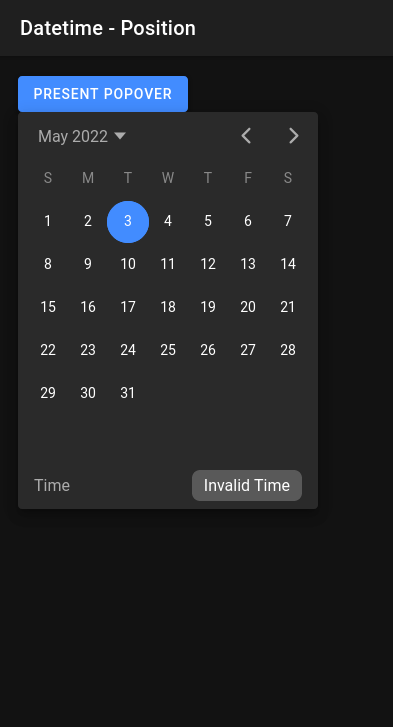 Datetime - Position
PRESENT POPOVER
May 2022
S M T W T F S
1 2 3 4 5 6 7
8 9 10 11 12 13 14
15 16 17 18 19 20 21
22 23 24 25 26 27 28
29 30 31
Time Invalid Time